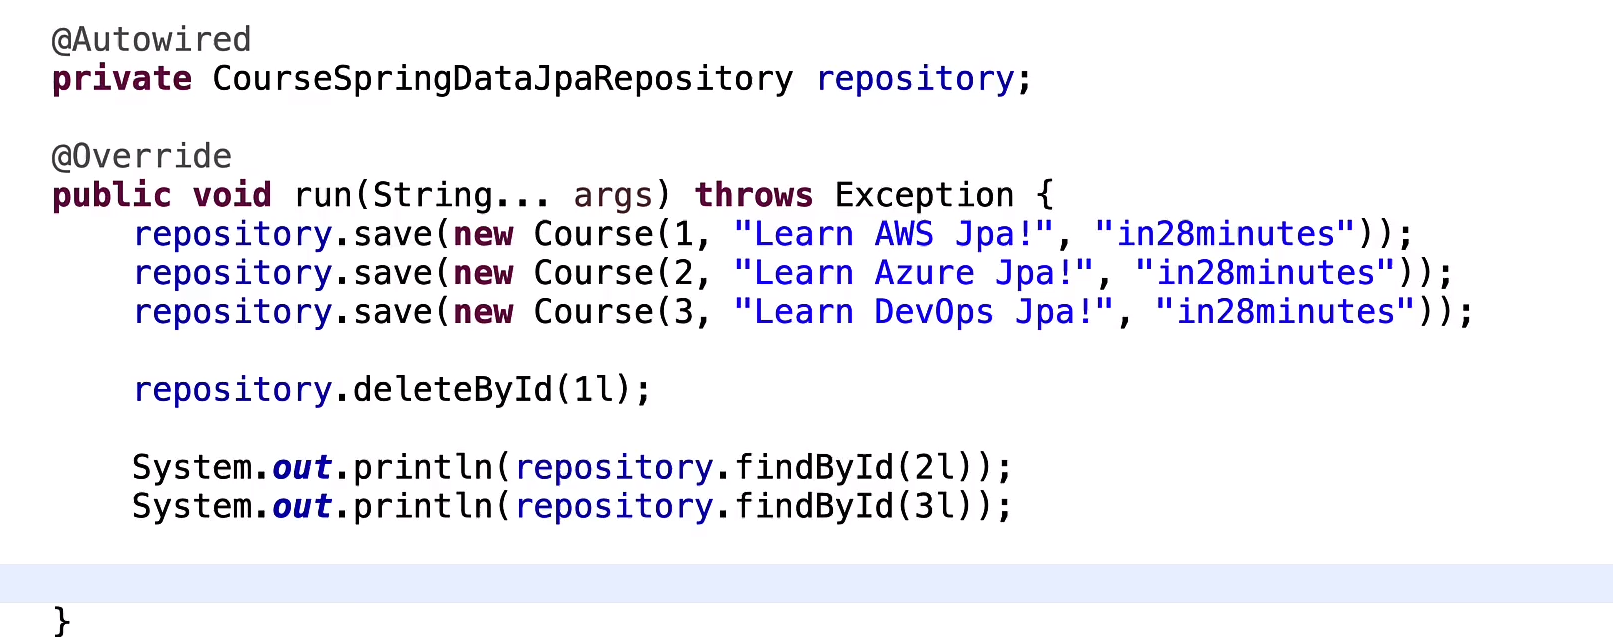 @Autowired
private CourseSpringDataJpaRepository repository;
@Override
public void run(String... args) throws Exception {
repository.save(new Course(1, "Learn AWS Jpa!", "in28minutes"));
repository.save(new Course(2, "Learn Azure Jpa!", "in28minutes"));
repository.save(new Course(3, "Learn DevOps Jpa!", "in28minutes"));
repository.deleteById(1l);
System.out.println(repository.findById(2l));
System.out.println(repository.findById(3l));
}